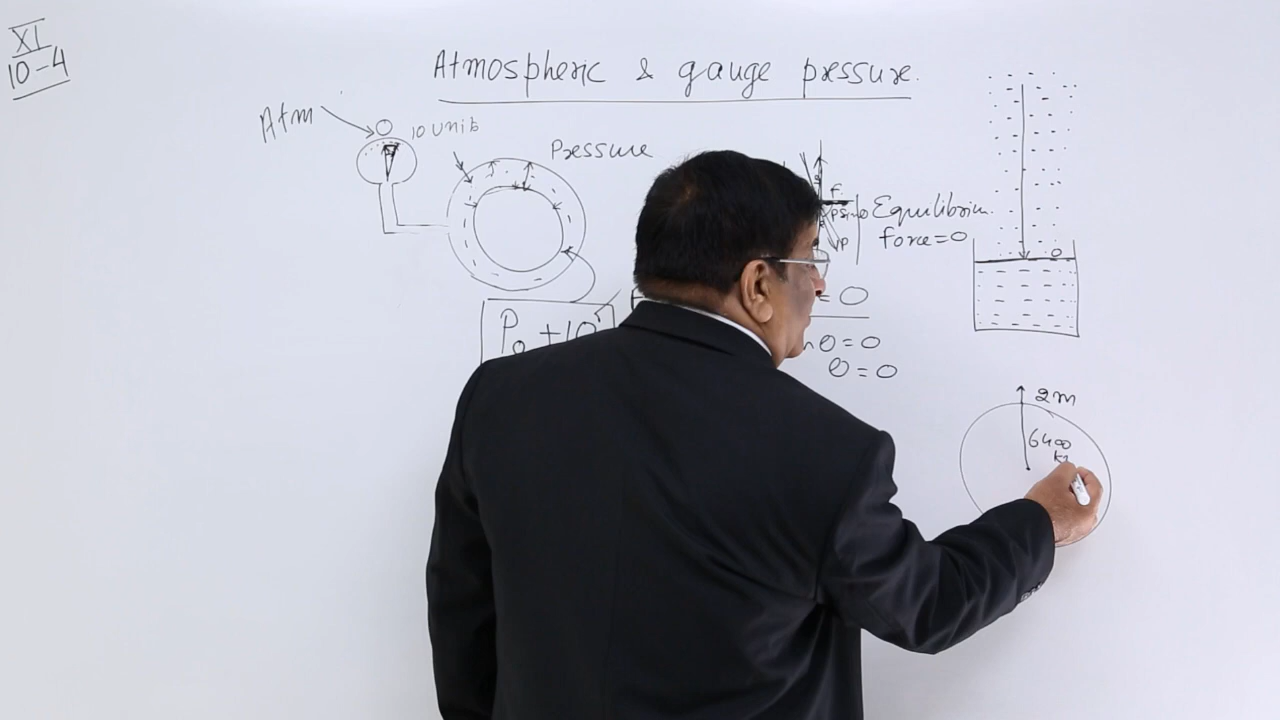 XI
10-4
Atmospheric & gauge pressure.
Atm
10 Units
Pressure
P₀ + 10
F.
P
Equilibrium.
force=0
= 0
θ = 0
θ = 0
0
2m
6400